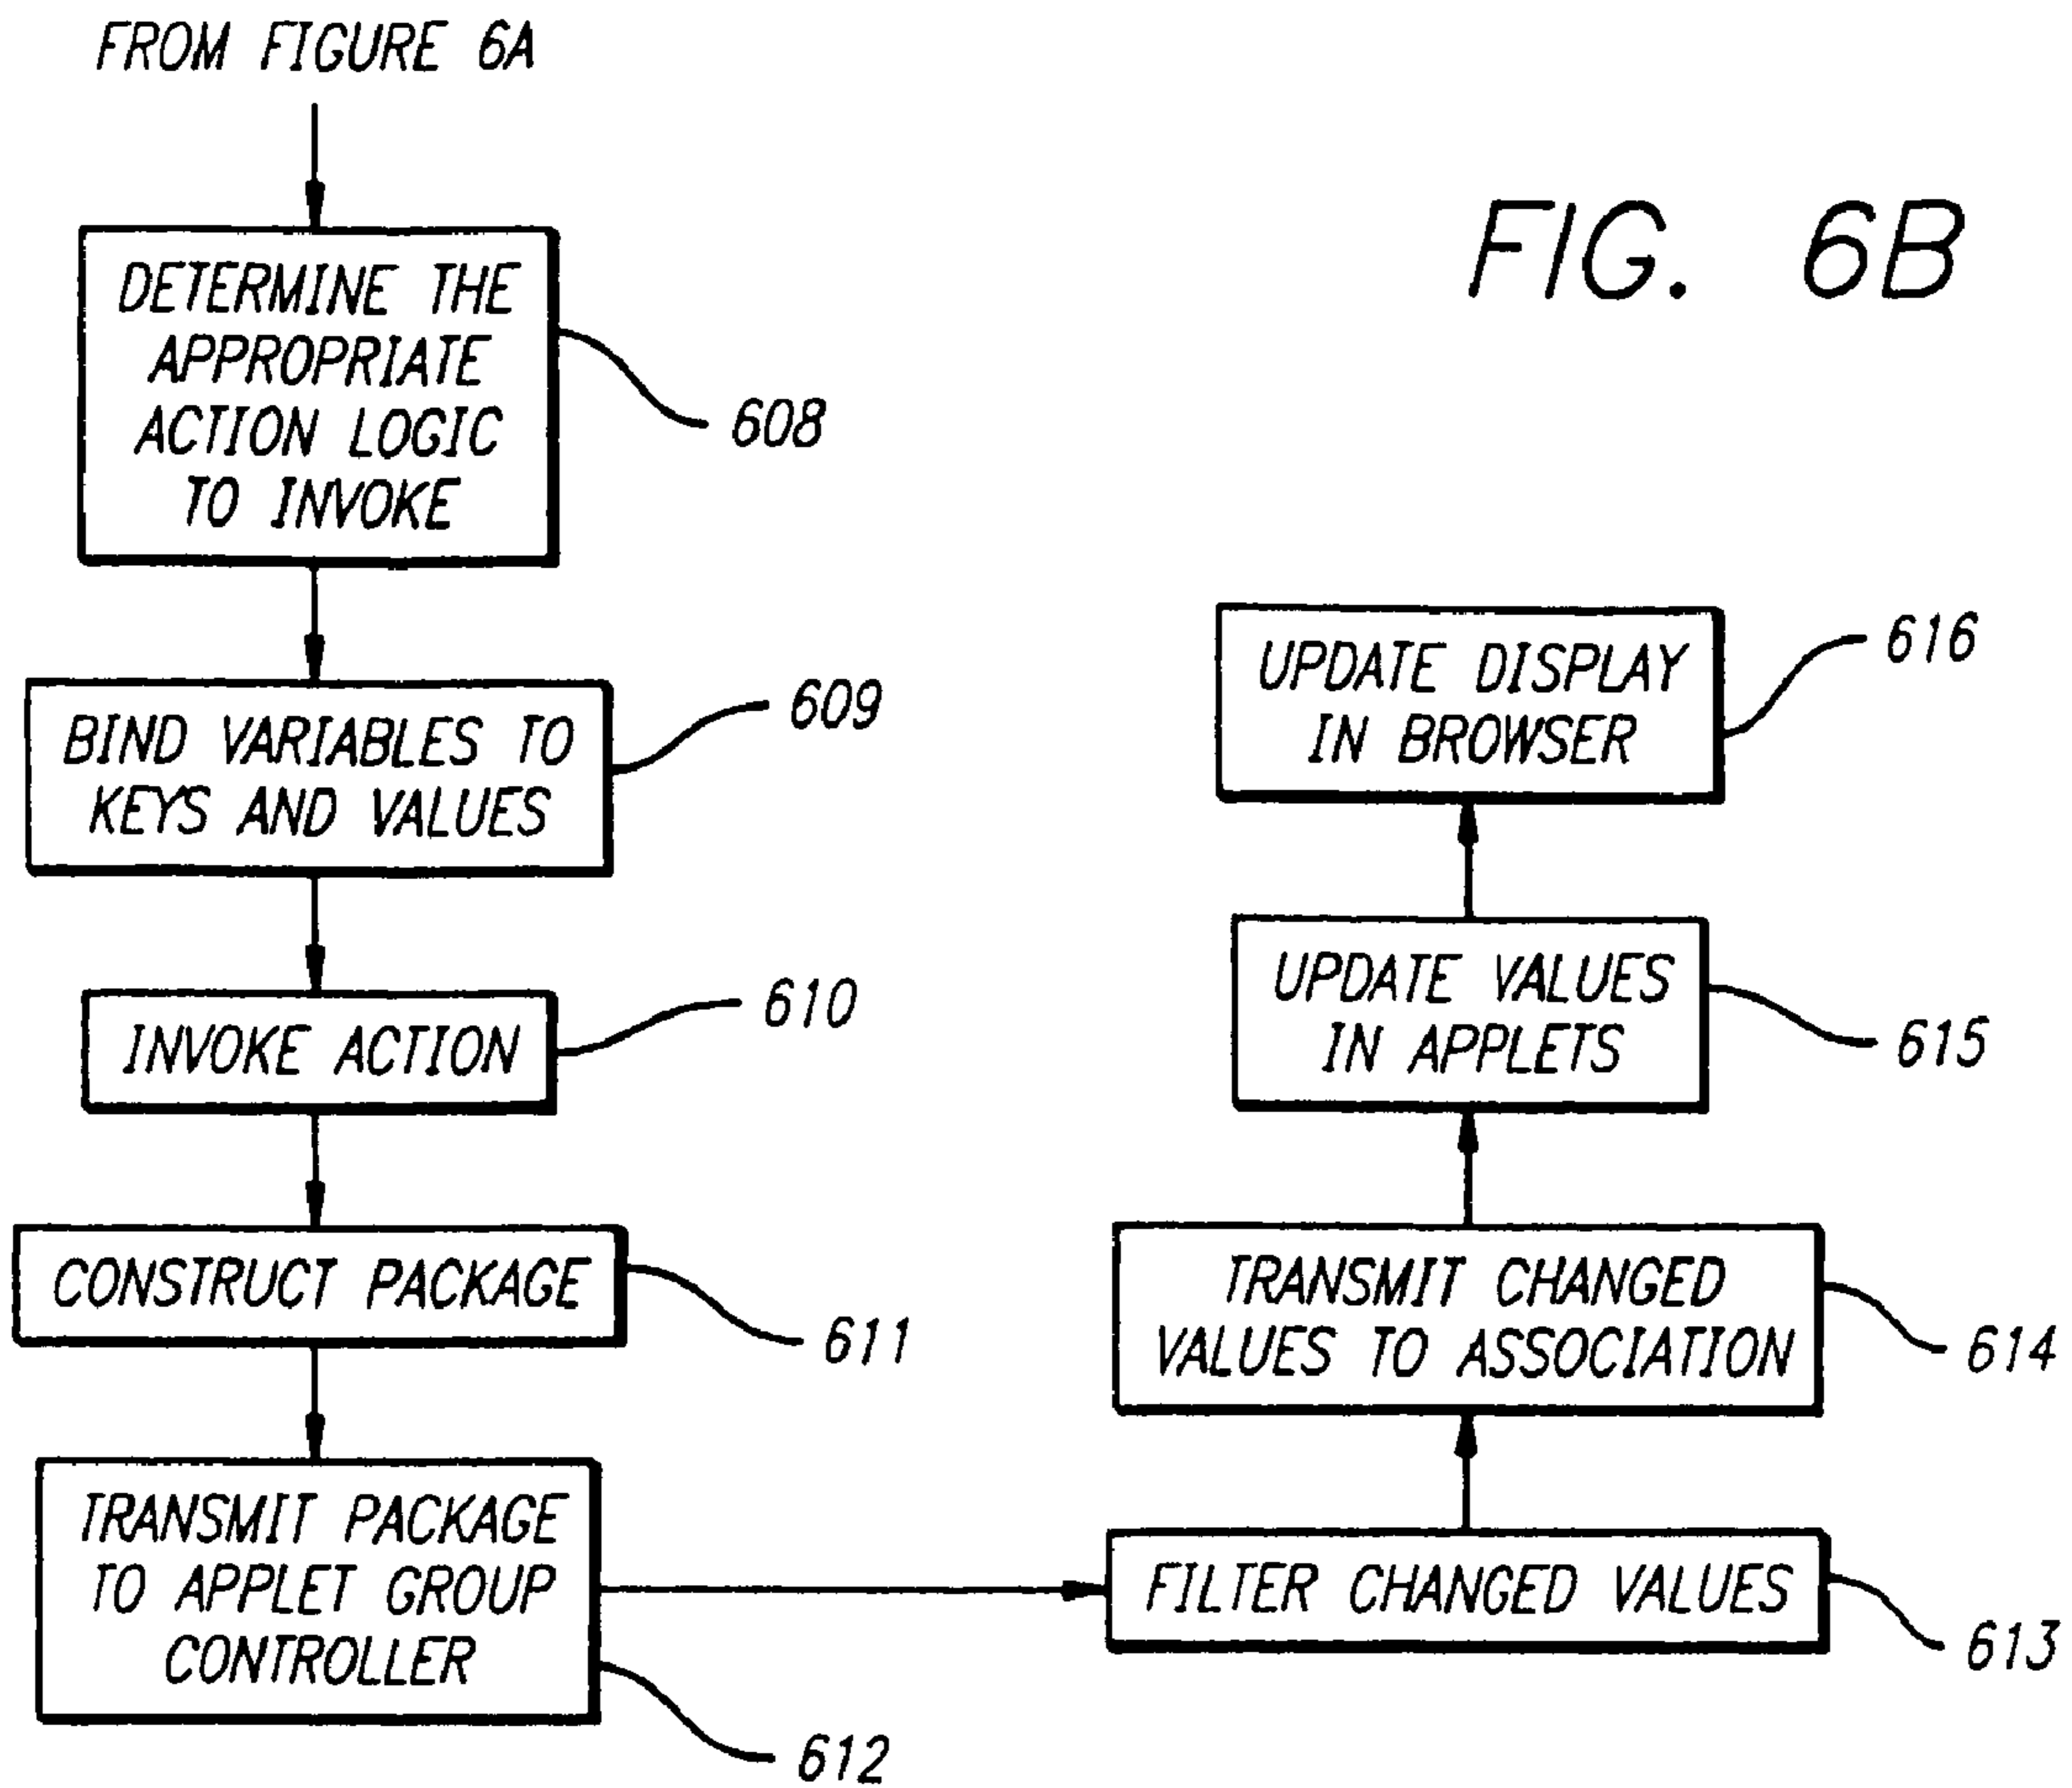 FROM FIGURE 6A
FIG. 6B
DETERMINE THE
APPROPRIATE
ACTION LOGIC
TO INVOKE
608
BIND VARIABLES TO
KEYS AND VALUES
609
INVOKE ACTION
610
CONSTRUCT PACKAGE
611
TRANSMIT PACKAGE
TO APPLET GROUP
CONTROLLER
612
FILTER CHANGED VALUES
613
TRANSMIT CHANGED
VALUES TO ASSOCIATION
614
UPDATE VALUES
IN APPLETS
615
UPDATE DISPLAY
IN BROWSER
616